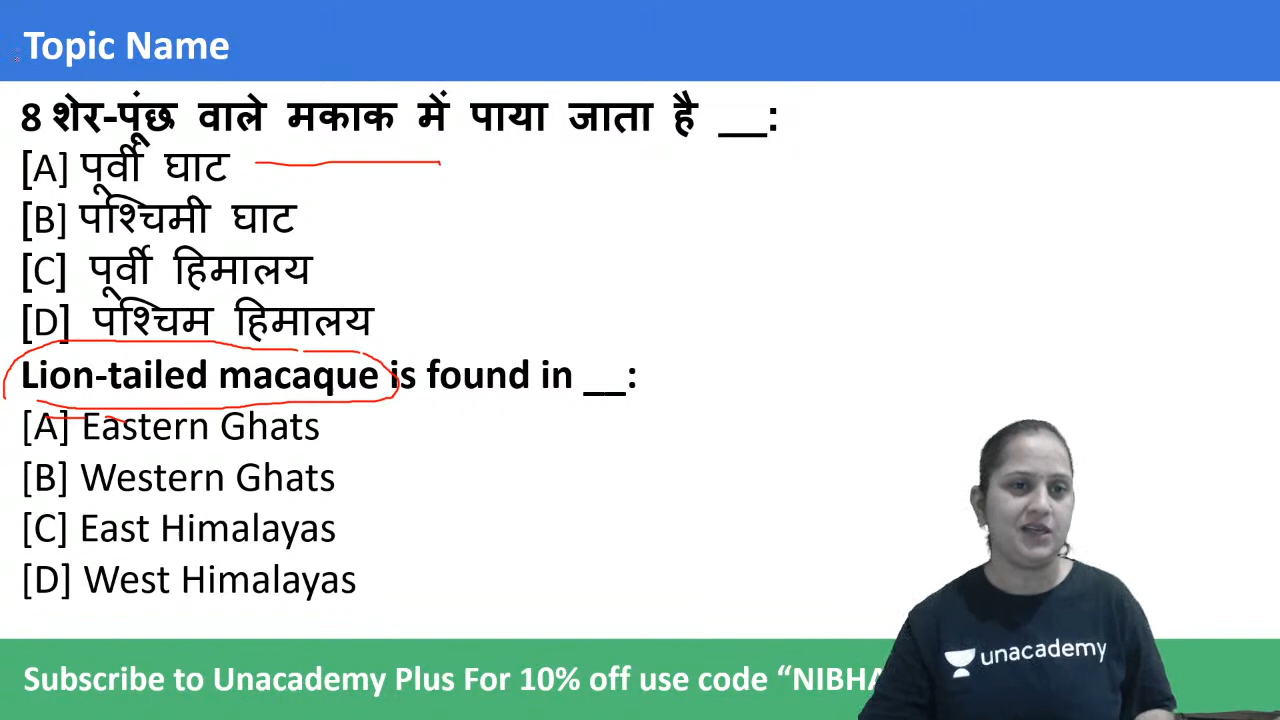 Topic Name
8 शेर-पूंछ वाले मकाक में पाया जाता है __:
[A] पूर्वी घाट
[B] पश्चिमी घाट
[C] पूर्वी हिमालय
[D] पश्चिम हिमालय
Lion-tailed macaque is found in __:
[A] Eastern Ghats
[B] Western Ghats
[C] East Himalayas
[D] West Himalayas
unacademy
Subscribe to Unacademy Plus For 10% off use code “NIBHA